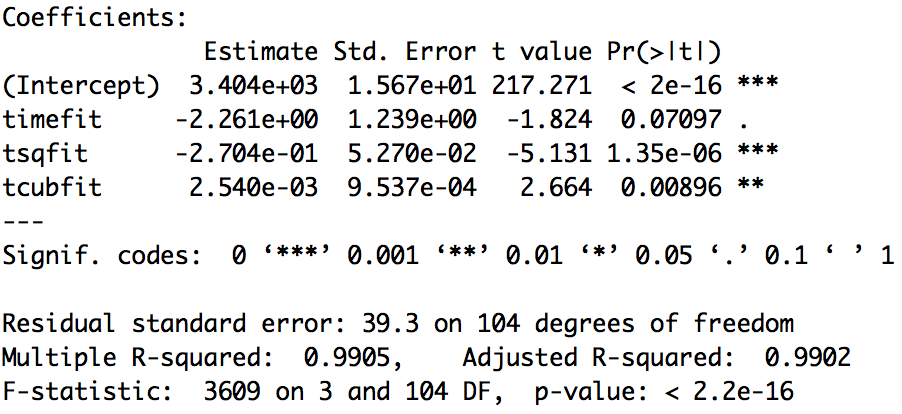 Coefficients:
              Estimate Std. Error t value Pr(>|t|)
(Intercept)  3.404e+03  1.567e+01 217.271  < 2e-16 ***
timefit     -2.261e+00  1.239e+00  -1.824  0.07097 .
tsqfit      -2.704e-01  5.270e-02  -5.131 1.35e-06 ***
tcubfit      2.540e-03  9.537e-04   2.664  0.00896 **
---
Signif. codes:  0 ‘***’ 0.001 ‘**’ 0.01 ‘*’ 0.05 ‘.’ 0.1 ‘ ’ 1
Residual standard error: 39.3 on 104 degrees of freedom
Multiple R-squared:  0.9905,    Adjusted R-squared:  0.9902
F-statistic:  3609 on 3 and 104 DF,  p-value: < 2.2e-16